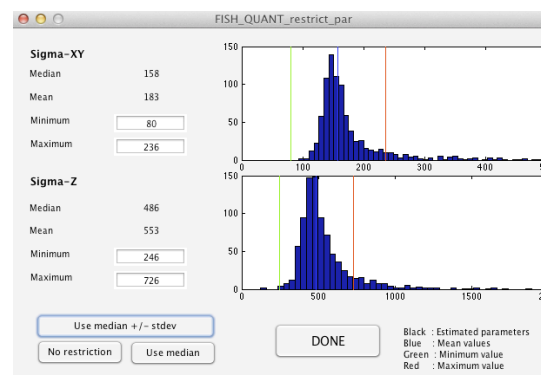 FISH_QUANT_restrict_par
Sigma-XY
Median 158
Mean 183
Minimum 80
Maximum 236
Sigma-Z
Median 486
Mean 553
Minimum 246
Maximum 726
Use median +/- stdev
No restriction
Use median
150
100
50
0
0 100 200 300 400
150
100
50
0
0 500 1000 1500
DONE
Black : Estimated parameters
Blue : Mean values
Green : Minimum value
Red : Maximum value